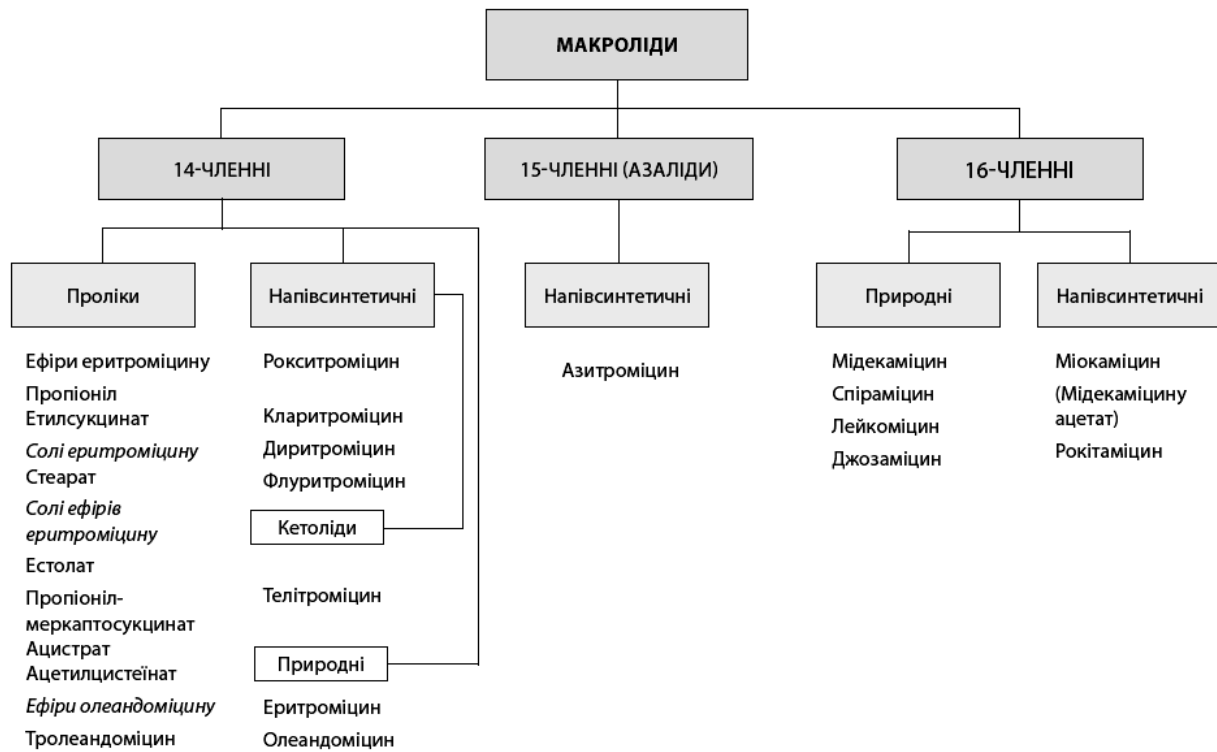 МАКРОЛІДИ
14-ЧЛЕННІ
15-ЧЛЕННІ (АЗАЛІДИ)
16-ЧЛЕННІ
Проліки
Напівсинтетичні
Напівсинтетичні
Природні
Напівсинтетичні
Ефіри еритроміцину
Пропіоніл
Етилсукцинат
Солі еритроміцину
Стеарат
Солі ефірів
еритроміцину
Естолат
Пропіоніл-
меркаптосукцинат
Ацистрат
Ацетилцистеїнат
Ефіри олеандоміцину
Тролеандоміцин
Рокситроміцин
Кларитроміцин
Диритроміцин
Флуритроміцин
Кетоліди
Телітроміцин
Природні
Еритроміцин
Олеандоміцин
Азитроміцин
Мідекаміцин
Спіраміцин
Лейкоміцин
Джозаміцин
Міокаміцин
(Мідекаміцину
ацетат)
Рокітаміцин